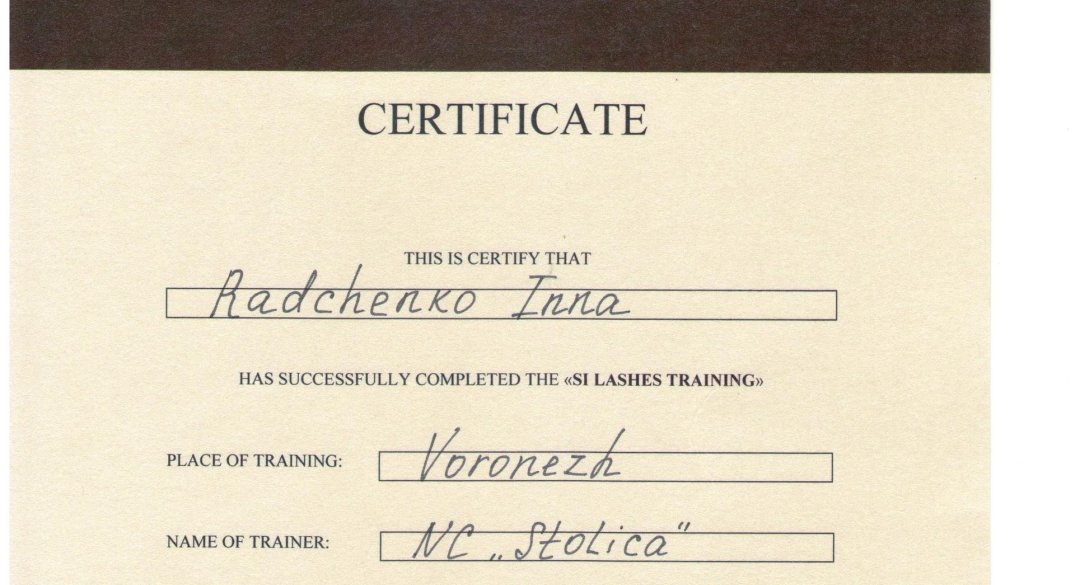 CERTIFICATE
THIS IS CERTIFY THAT
Radchenko Inna
HAS SUCCESSFULLY COMPLETED THE «SI LASHES TRAINING»
PLACE OF TRAINING: Voronezh
NAME OF TRAINER: NC „Stolica"